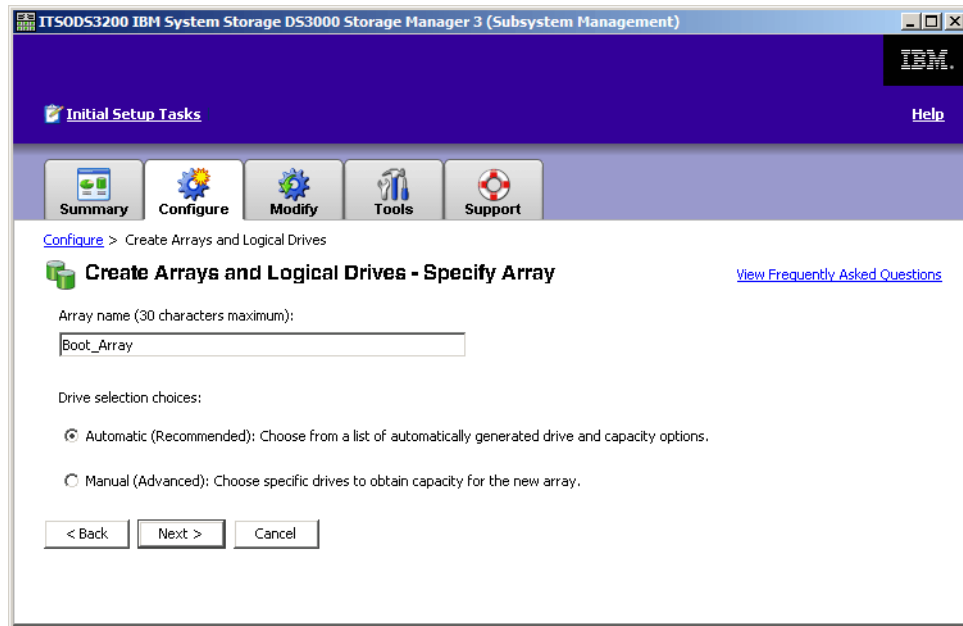 ITSODS3200 IBM System Storage DS3000 Storage Manager 3 (Subsystem Management)
IBM.
Initial Setup Tasks
Help
Summary
Configure
Modify
Tools
Support
Configure > Create Arrays and Logical Drives
Create Arrays and Logical Drives - Specify Array
View Frequently Asked Questions
Array name (30 characters maximum):
Boot_Array
Drive selection choices:
Automatic (Recommended): Choose from a list of automatically generated drive and capacity options.
Manual (Advanced): Choose specific drives to obtain capacity for the new array.
< Back
Next >
Cancel